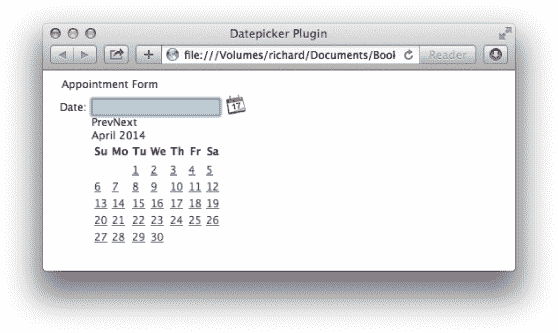 Datepicker Plugin
file:///Volumes/richard/Documents/Bool
Reader
Appointment Form
Date: 17
PrevNext
April 2014
Su Mo Tu We Th Fr Sa
1 2 3 4 5
6 7 8 9 10 11 12
13 14 15 16 17 18 19
20 21 22 23 24 25 26
27 28 29 30